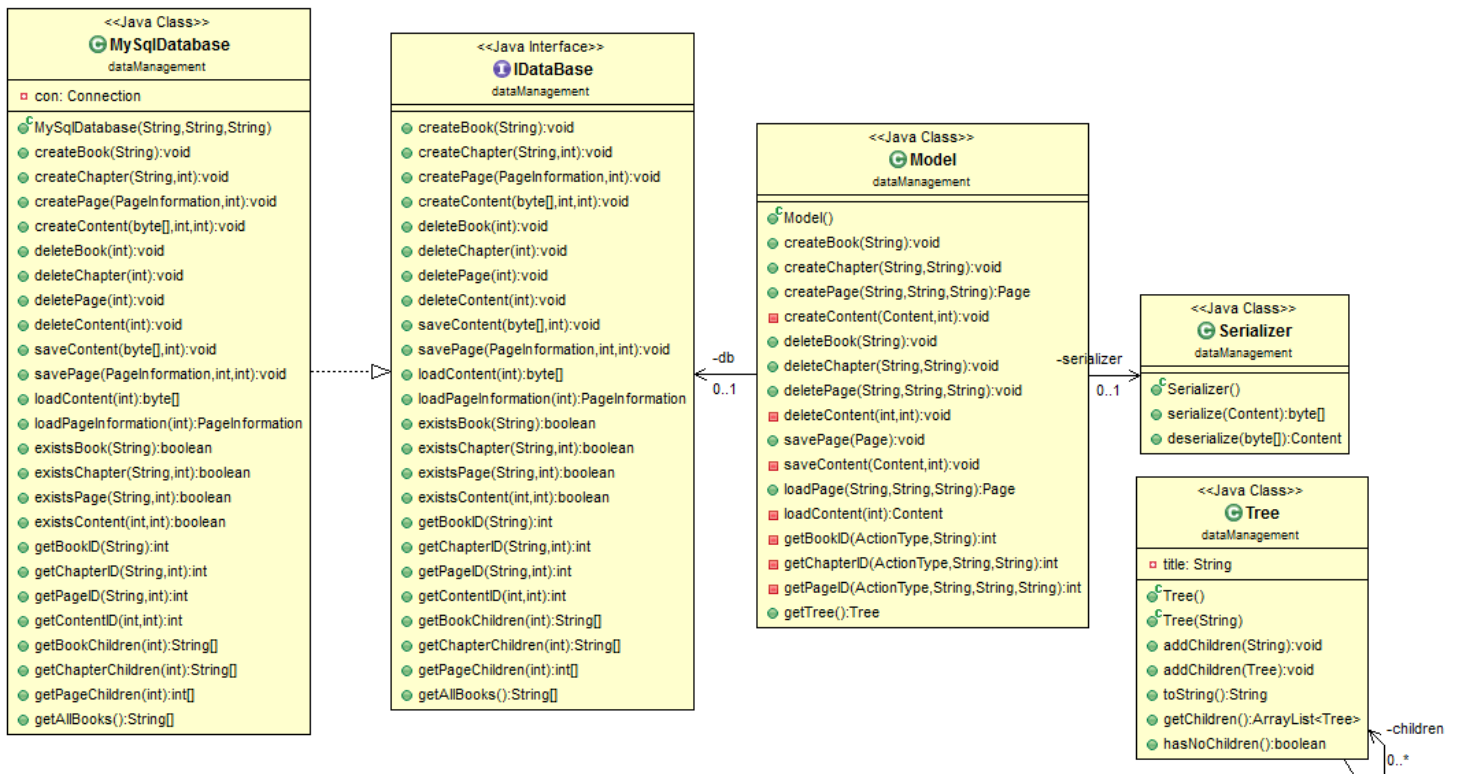 <<Java Class>>
MySqlDatabase
dataManagement
con: Connection
MySqlDatabase(String,String,String)
createBook(String):void
createChapter(String,int):void
createPage(PageInformation,int):void
createContent(byte[],int,int):void
deleteBook(int):void
deleteChapter(int):void
deletePage(int):void
deleteContent(int):void
saveContent(byte[],int):void
savePage(PageInformation,int,int):void
loadContent(int):byte[]
loadPageInformation(int):PageInformation
existsBook(String):boolean
existsChapter(String,int):boolean
existsPage(String,int):boolean
existsContent(int,int):boolean
getBookID(String):int
getChapterID(String,int):int
getPageID(String,int):int
getContentID(int,int):int
getBookChildren(int):String[]
getChapterChildren(int):String[]
getPageChildren(int):int[]
getAllBooks():String[]
<<Java Interface>>
IDataBase
dataManagement
createBook(String):void
createChapter(String,int):void
createPage(PageInformation,int):void
createContent(byte[],int,int):void
deleteBook(int):void
deleteChapter(int):void
deletePage(int):void
deleteContent(int):void
saveContent(byte[],int):void
savePage(PageInformation,int,int):void
loadContent(int):byte[]
loadPageInformation(int):PageInformation
existsBook(String):boolean
existsChapter(String,int):boolean
existsPage(String,int):boolean
existsContent(int,int):boolean
getBookID(String):int
getChapterID(String,int):int
getPageID(String,int):int
getContentID(int,int):int
getBookChildren(int):String[]
getChapterChildren(int):String[]
getPageChildren(int):int[]
getAllBooks():String[]
-db
0..1
<<Java Class>>
Model
dataManagement
Model()
createBook(String):void
createChapter(String,String):void
createPage(String,String,String):Page
createContent(Content,int):void
deleteBook(String):void
deleteChapter(String,String):void
deletePage(String,String,String):void
deleteContent(int,int):void
savePage(Page):void
saveContent(Content,int):void
loadPage(String,String,String):Page
loadContent(int):Content
getBookID(ActionType,String):int
getChapterID(ActionType,String,String):int
getPageID(ActionType,String,String,String):int
getTree():Tree
-serializer
0..1
<<Java Class>>
Serializer
dataManagement
Serializer()
serialize(Content):byte[]
deserialize(byte[]):Content
<<Java Class>>
Tree
dataManagement
title: String
Tree()
Tree(String)
addChildren(String):void
addChildren(Tree):void
toString():String
getChildren():ArrayList<Tree>
hasNoChildren():boolean
-children
0..*